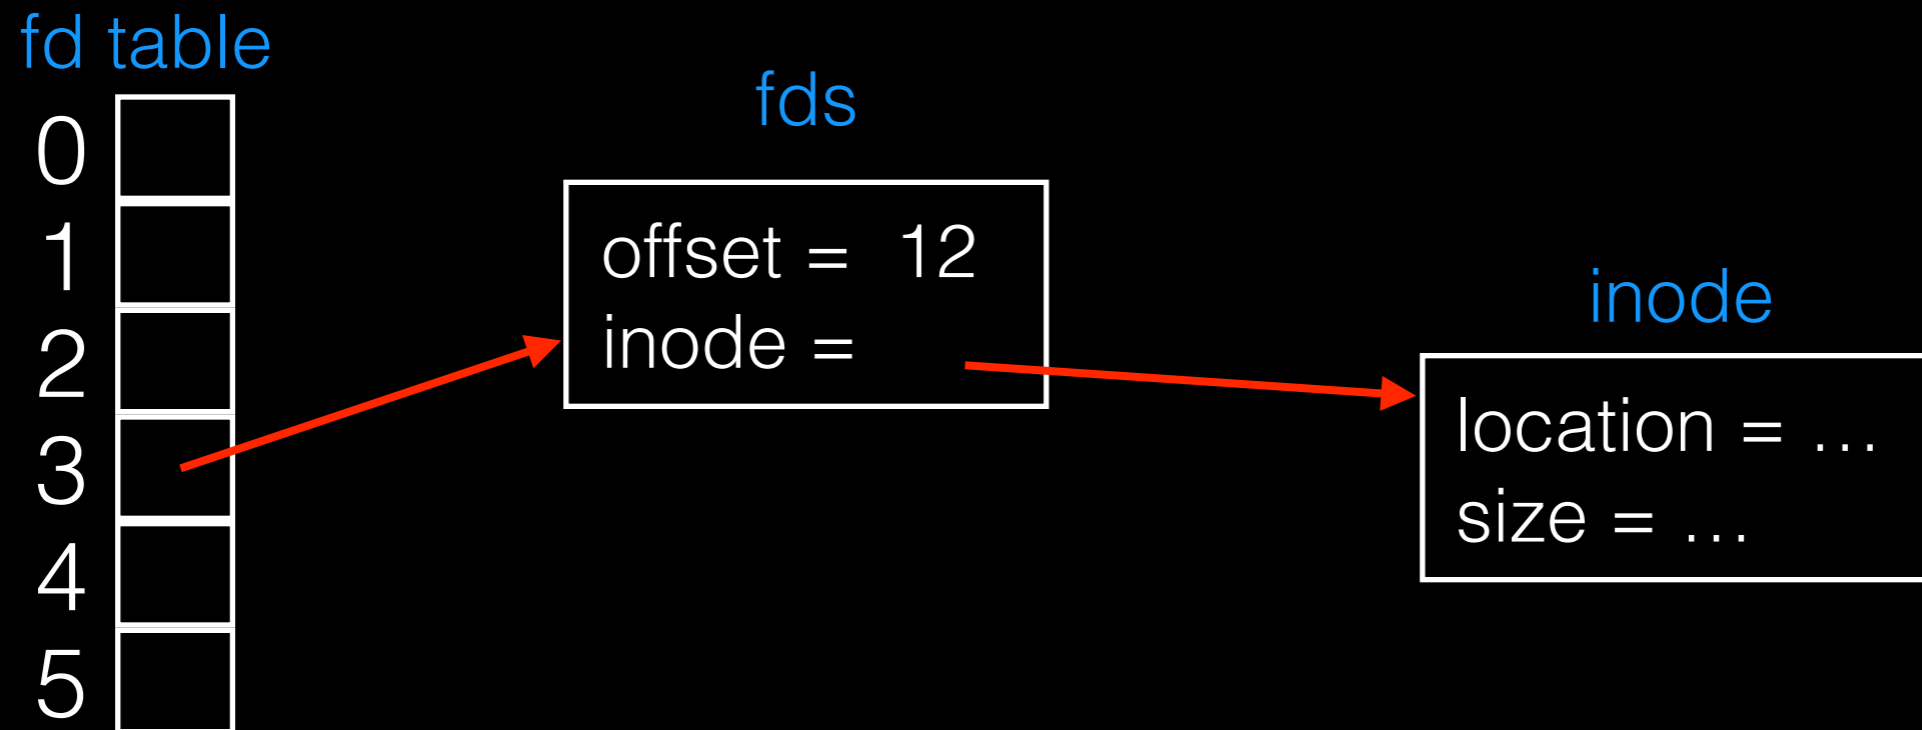 fd table
0
1
2
3
4
5
fds
offset = 12
inode =
inode
location = ...
size = ...